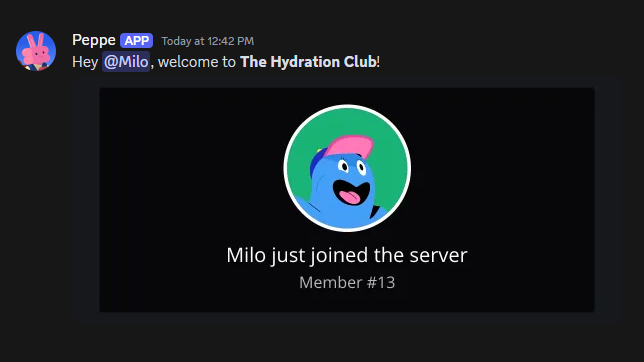 Peppe APP Today at 12:42 PM
Hey @Milo, welcome to The Hydration Club!
Milo just joined the server
Member #13